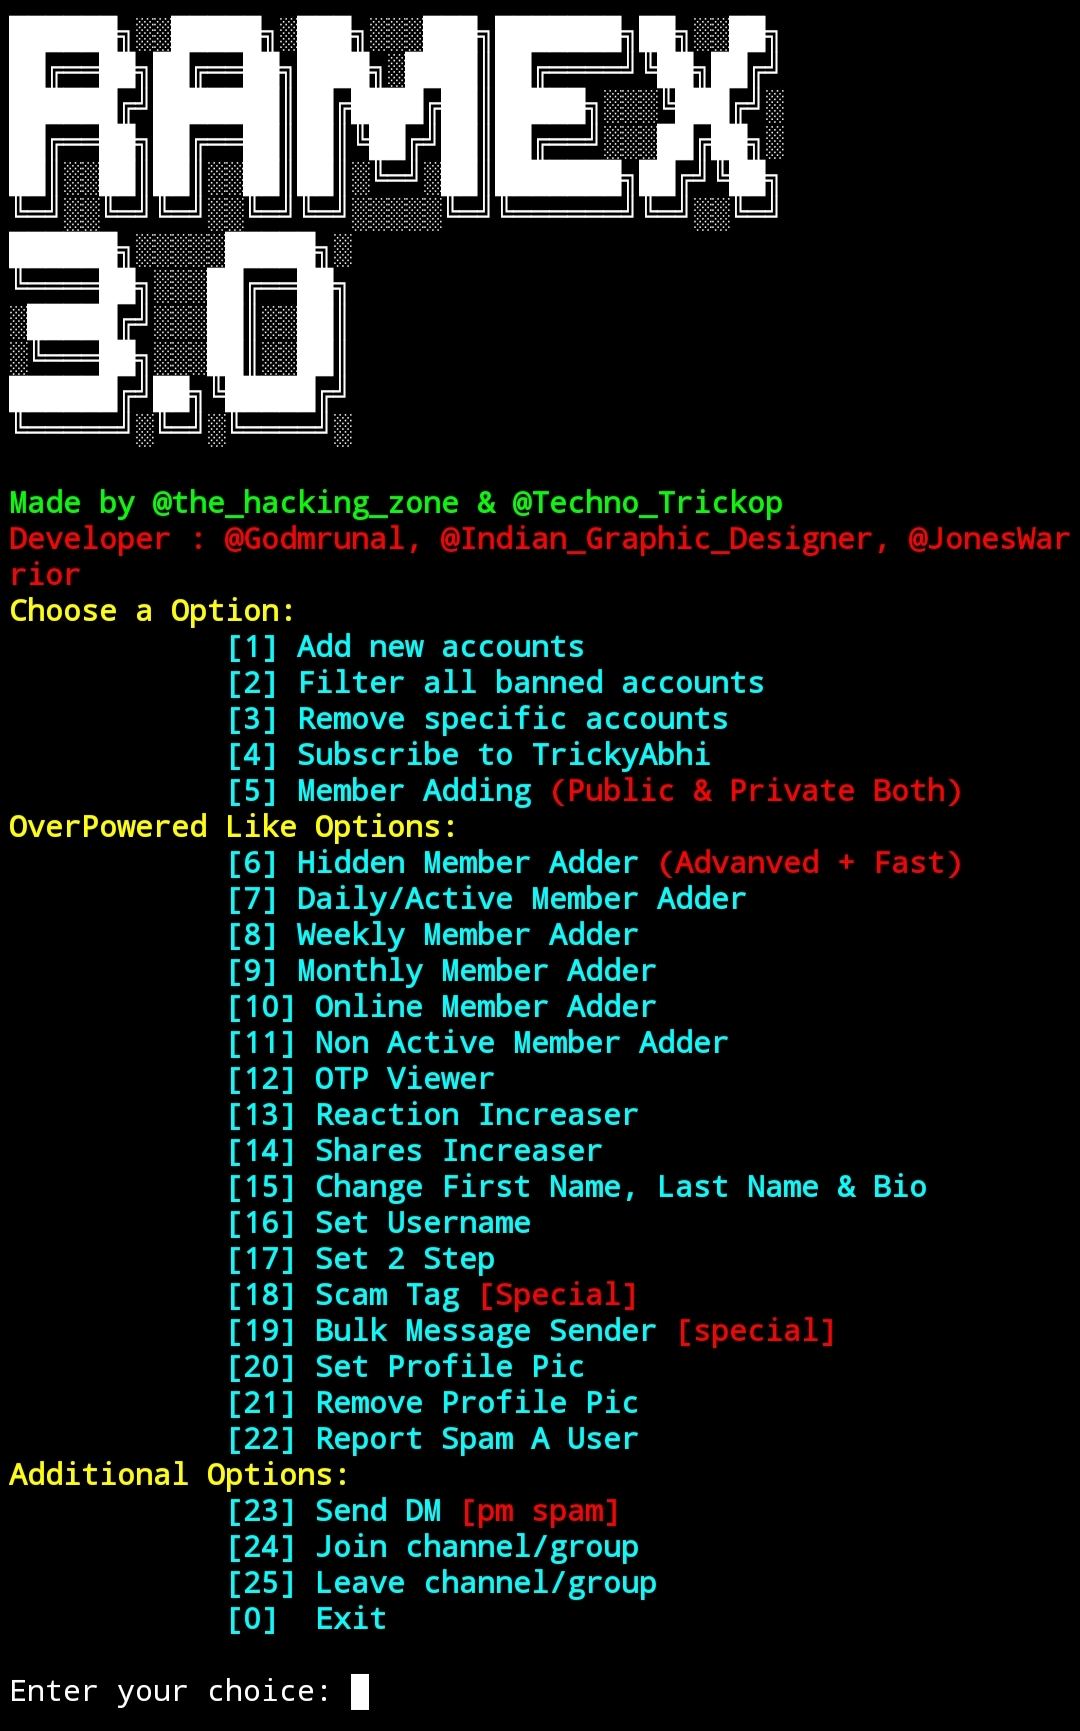 RAMEX
3.0
Made by @the_hacking_zone & @Techno_Trickop
Developer : @Godmrunal, @Indian_Graphic_Designer, @JonesWar
rior
Choose a Option:
[1] Add new accounts
[2] Filter all banned accounts
[3] Remove specific accounts
[4] Subscribe to TrickyAbhi
[5] Member Adding (Public & Private Both)
OverPowered Like Options:
[6] Hidden Member Adder (Advanved + Fast)
[7] Daily/Active Member Adder
[8] Weekly Member Adder
[9] Monthly Member Adder
[10] Online Member Adder
[11] Non Active Member Adder
[12] OTP Viewer
[13] Reaction Increaser
[14] Shares Increaser
[15] Change First Name, Last Name & Bio
[16] Set Username
[17] Set 2 Step
[18] Scam Tag [Special]
[19] Bulk Message Sender [special]
[20] Set Profile Pic
[21] Remove Profile Pic
[22] Report Spam A User
Additional Options:
[23] Send DM [pm spam]
[24] Join channel/group
[25] Leave channel/group
[0]  Exit
Enter your choice: